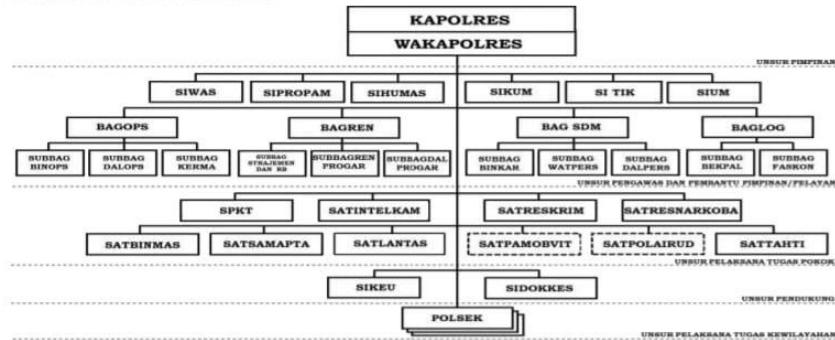 KAPOLRES
WAKAPOLRES
UNSUR PIMPINAN
SIWAS
SIPROPAM
SIHUMAS
SIKUM
SI TIK
SIUM
BAGOPS
BAGREN
BAG SDM
BAGLOG
SUBBAG
BINOPS
SUBBAG
DALOPS
SUBBAG
KERMA
SUBBAG
STRAJEMEN
DAN RB
SUBBAGREN
PROGAR
SUBBAGDAL
PROGAR
SUBBAG
BINKAR
SUBBAG
WATPERS
SUBBAG
DALPERS
SUBBAG
BEKPAL
SUBBAG
FASKON
UNSUR PENGAWAS DAN PEMBANTU PIMPINAN/PELAYAN
SPKT
SATINTELKAM
SATRESKRIM
SATRESNARKOBA
SATBINMAS
SATSAMAPTA
SATLANTAS
SATPAMOBVIT
SATPOLAIRUD
SATTAHTI
UNSUR PELAKSANA TUGAS POKOK
SIKEU
SIDOKKES
UNSUR PENDUKUNG
POLSEK
UNSUR PELAKSANA TUGAS KEWILAYAHAN